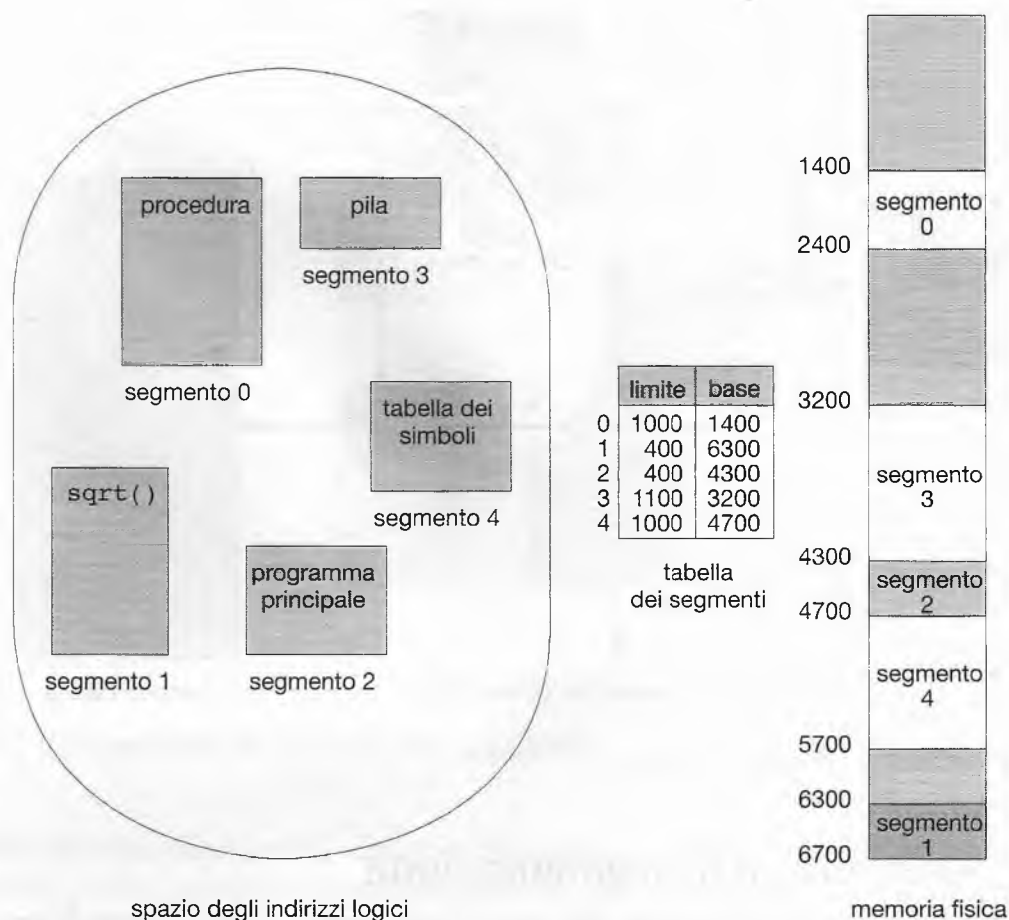 procedura
segmento 0
pila
segmento 3
tabella dei
simboli
segmento 4
sqrt()
segmento 1
programma
principale
segmento 2
spazio degli indirizzi logici
limite base
0 1000 1400
1 400 6300
2 400 4300
3 1100 3200
4 1000 4700
tabella
dei segmenti
1400
segmento
0
2400
3200
segmento
3
4300
segmento
2
4700
segmento
4
5700
6300
segmento
1
6700
memoria fisica